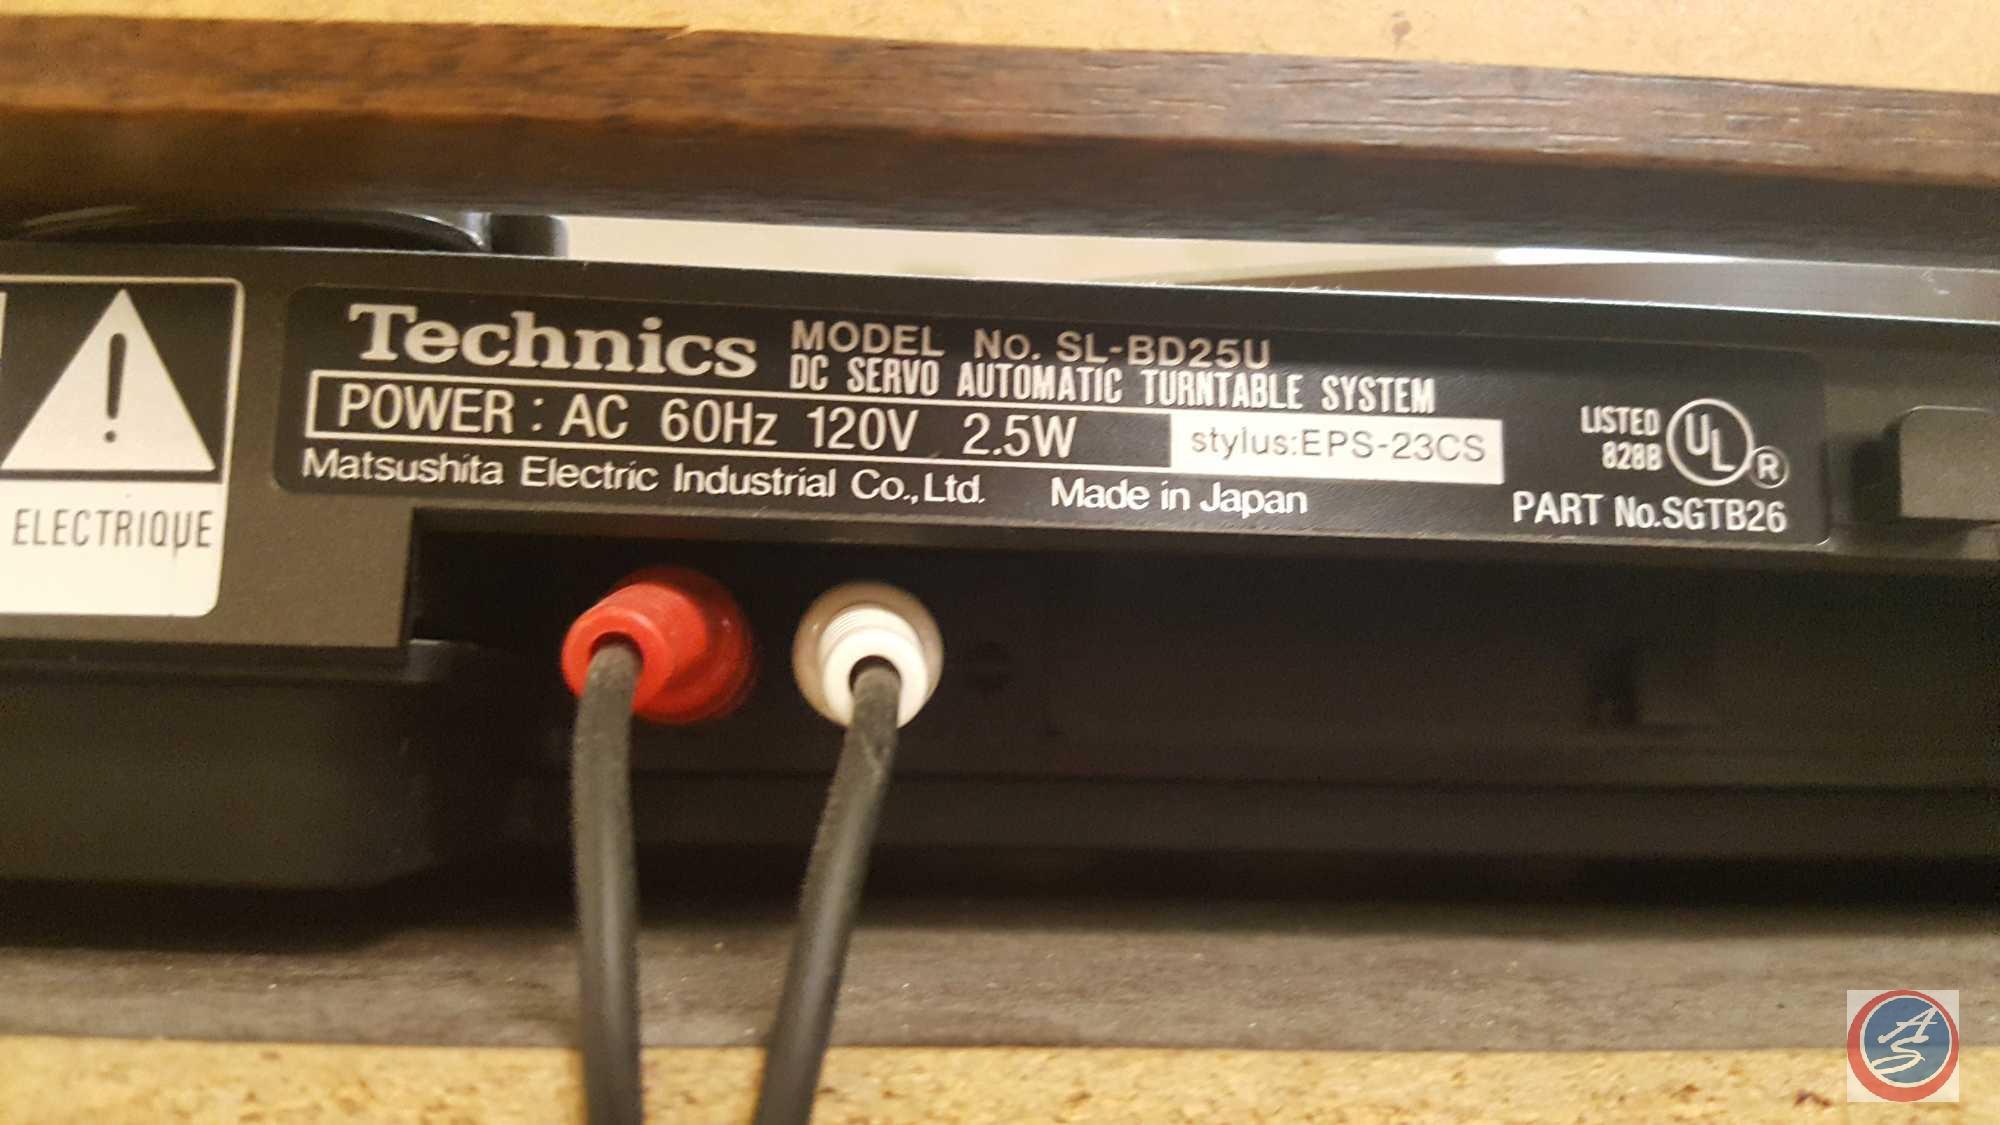 ELECTRIQUE
Technics MODEL No. SL-BD25U
DC SERVO AUTOMATIC TURNTABLE SYSTEM
POWER : AC 60Hz 120V 2.5W stylus:EPS-23CS
Matsushita Electric Industrial Co.,Ltd. Made in Japan
LISTED
828B
UL
R
PART No.SGTB26
AS